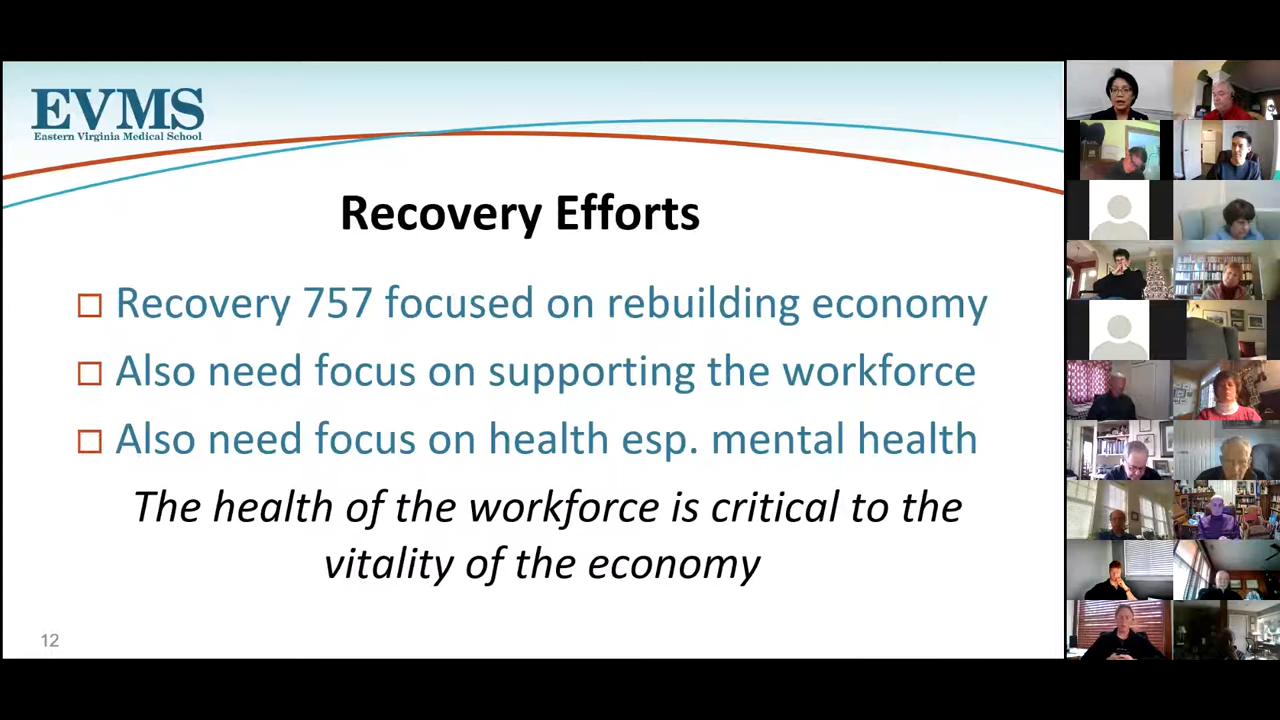 EVMS
Eastern Virginia Medical School
Recovery Efforts
Recovery 757 focused on rebuilding economy
Also need focus on supporting the workforce
Also need focus on health esp. mental health
The health of the workforce is critical to the
vitality of the economy
12